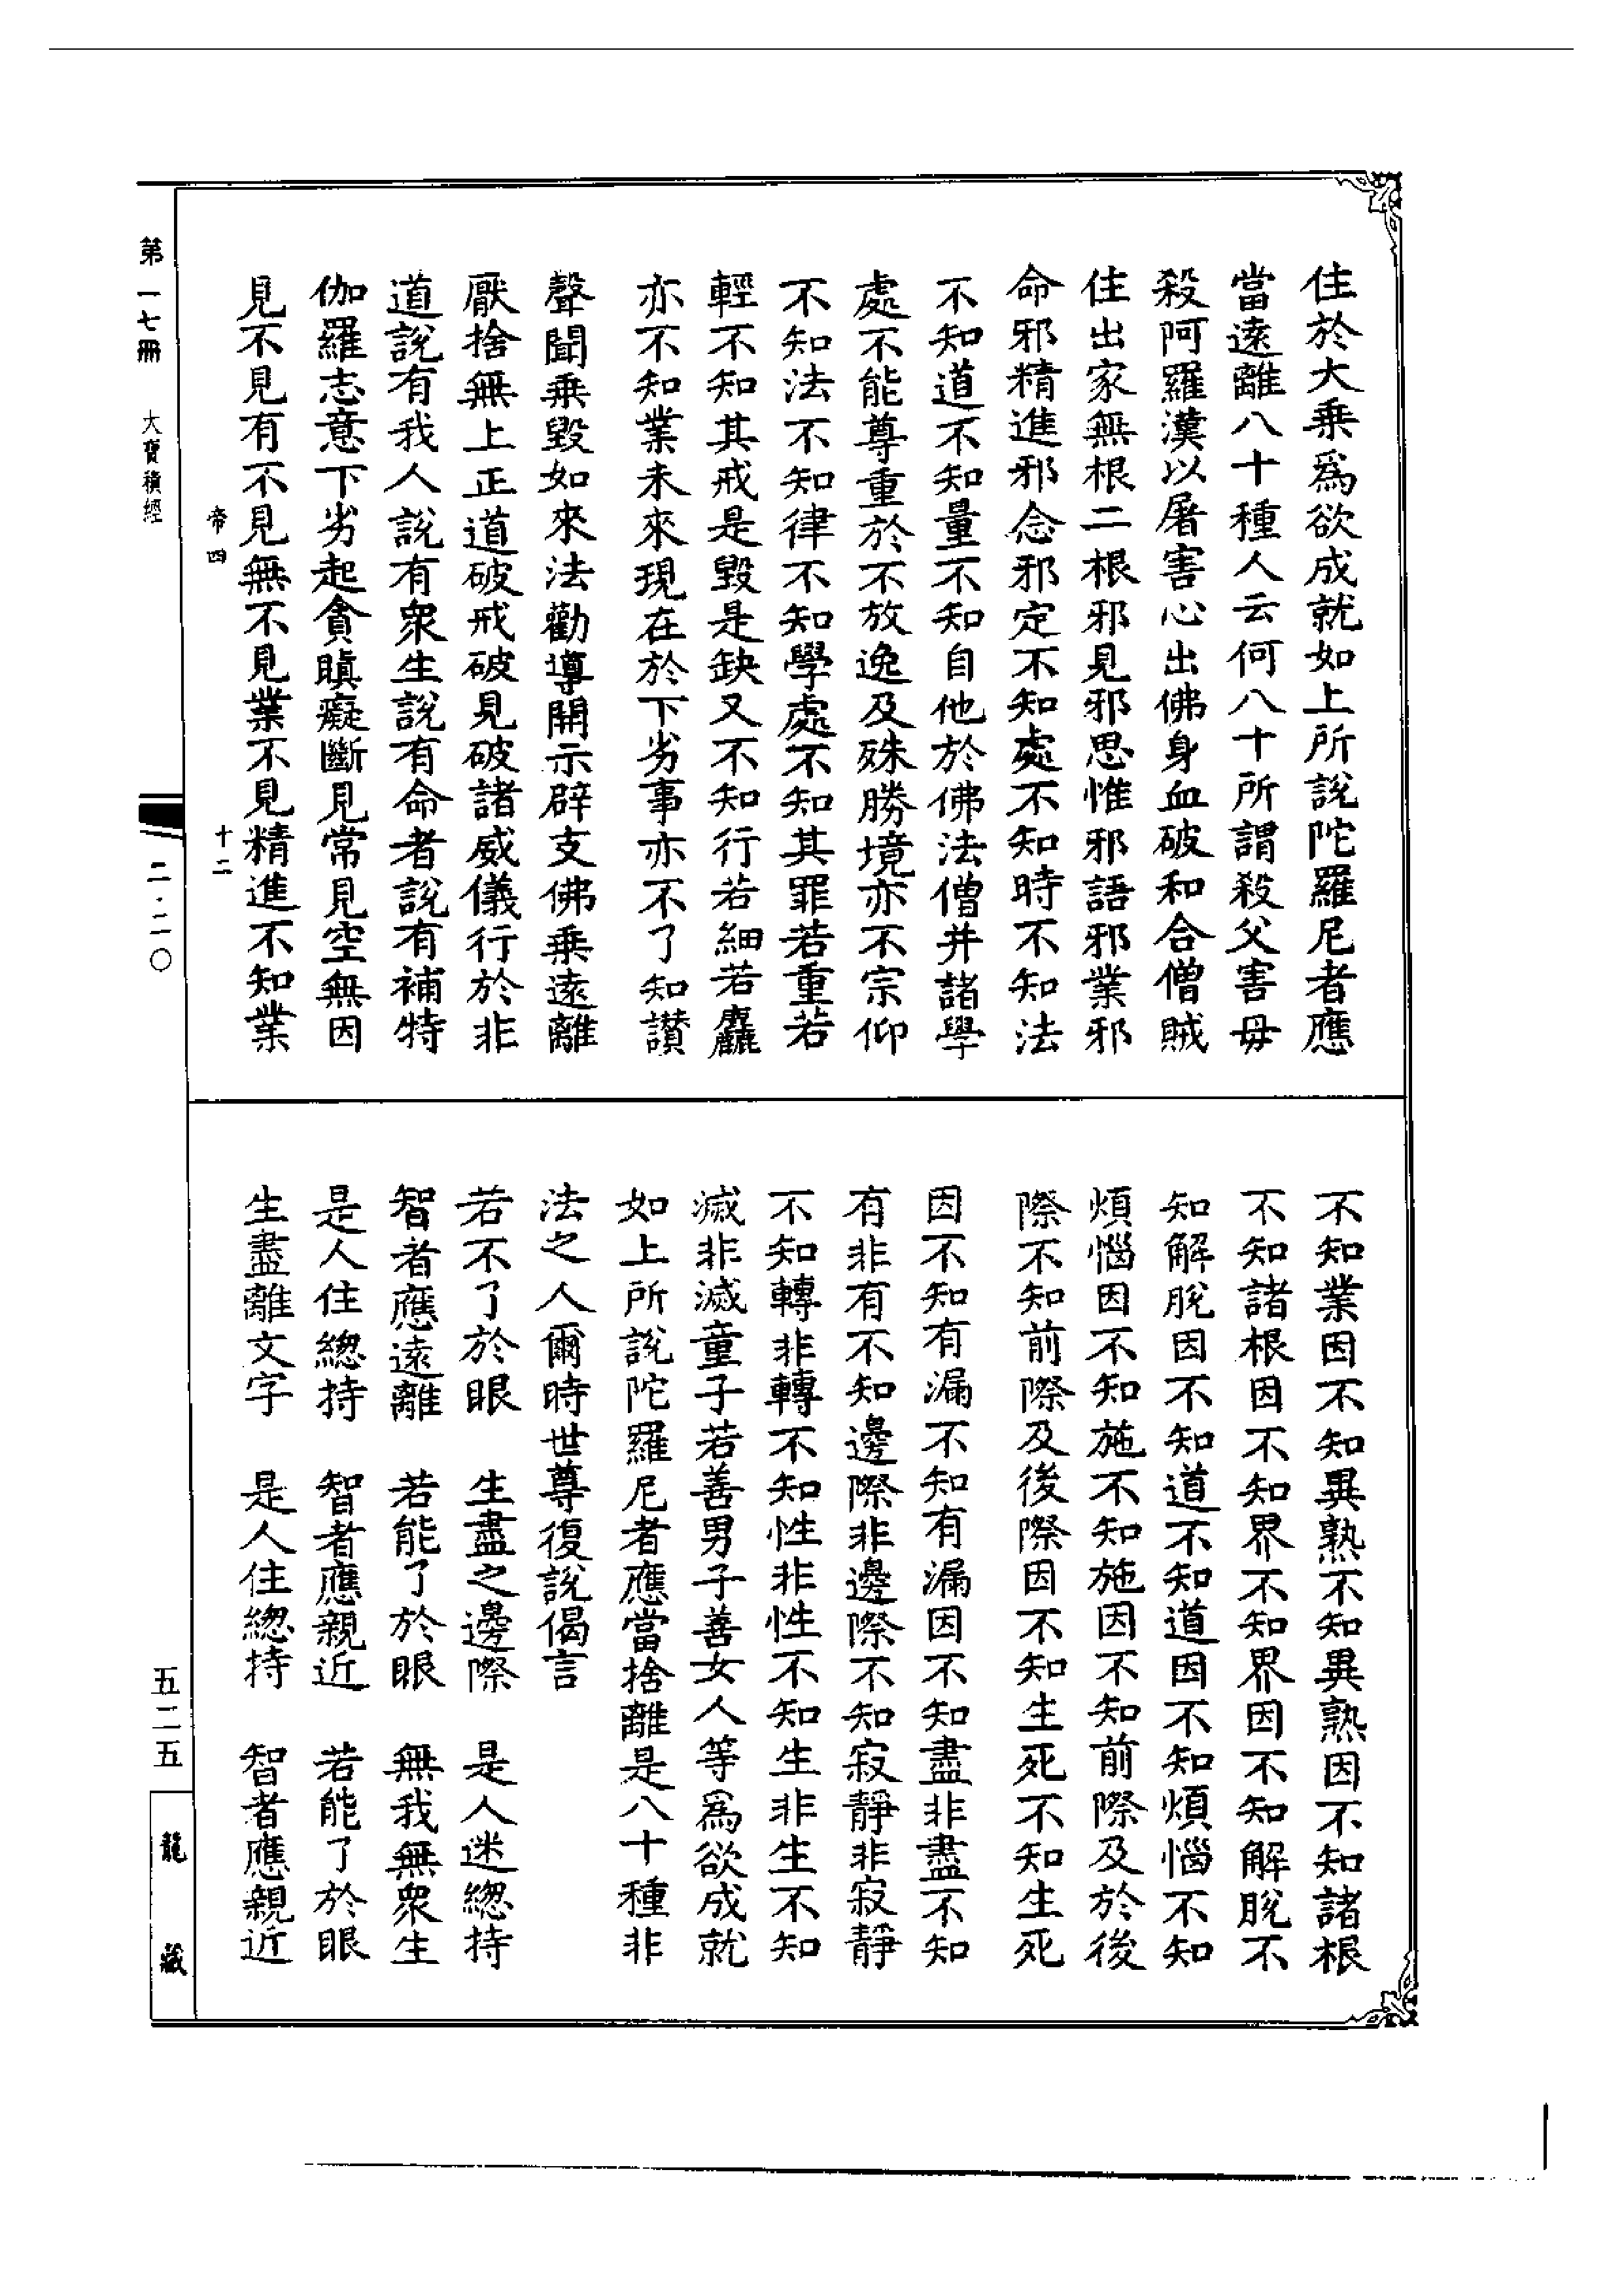 住於大乘爲欲成就如上所說陀羅尼者應
當遠離八十種人云何八十所謂殺父害毋
殺阿羅漢以屠害心出佛身血破和合僧賊
住出家無根二根邪見邪思惟邪語邪業邪
命邪精進邪念邪定不知處不知時不知法
不知道不知量不知自他於佛法僧并諸學
處不能尊重於不放逸及殊勝境亦不宗仰
不知法不知律不知學處不知其罪若重若
輕不知其戒是毀是缺又不知行若細若麤
亦不知業未來現在於下劣事亦不了知讃
聲聞乗毀如來法勸導開示辟支佛乗遠離
厭捨無上正道破戒破見破諸威儀行於非
道說有我人說有衆生說有命者說有補特
伽羅志意下劣起貪瞋癡斷見常見空無因
見不見有不見無不見業不見精進不知業
帝四 十二
不知業因不知異熟不知異熟因不知諸根
不知諸根因不知界不知界因不知解脫不
知解脫因不知道不知道因不知煩惱不知
煩惱因不知施不知施因不知前際及於後
際不知前際及後際因不知生死不知生死
因不知有漏不知有漏因不知盡非盡不知
有非有不知邊際非邊際不知寂靜非寂靜
不知轉非轉不知性非性不知生非生不知
滅非滅童子若善男子善女人等爲欲成就
如上所說陀羅尼者應當捨離是八十種非
法之人爾時世尊復說偈言
若不了於眼 生盡之邊際 是人迷緫持
智者應遠離 若能了於眼 無我無衆生
是人住緫持 智者應親近 若能了於眼
生盡離文字 是人住緫持 智者應親近
第一七冊 大寶積經 二·二〇 五二五 龍藏